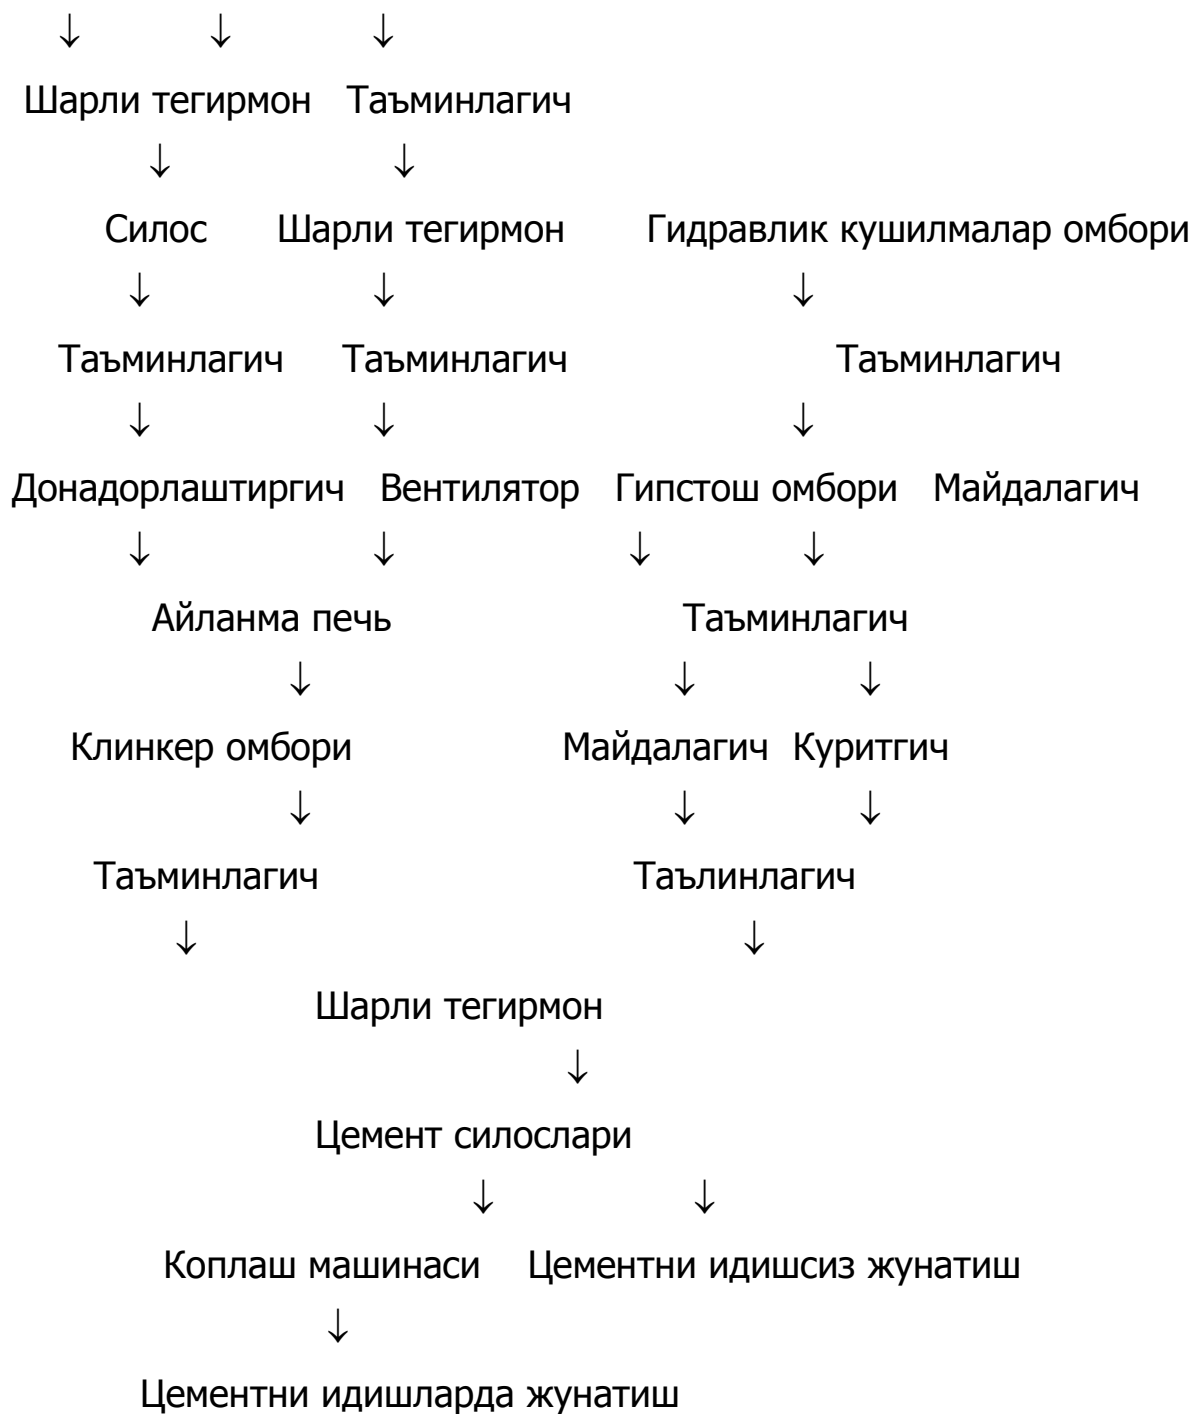 ↓ ↓ ↓
Шарли тегирмон Таъминлагич
↓ ↓
Силос Шарли тегирмон Гидравлик кушилмалар омбори
↓ ↓ ↓
Таъминлагич Таъминлагич Таъминлагич
↓ ↓ ↓
Донадорлаштиргич Вентилятор Гипстош омбори Майдалагич
↓ ↓ ↓ ↓
Айланма печь Таъминлагич
↓ ↓ ↓
Клинкер омбори Майдалагич Куритгич
↓ ↓ ↓
Таъминлагич Таълинлагич
↓ ↓
Шарли тегирмон
↓
Цемент силослари
↓ ↓
Коплаш машинаси Цементни идишсиз жунатиш
↓
Цементни идишларда жунатиш